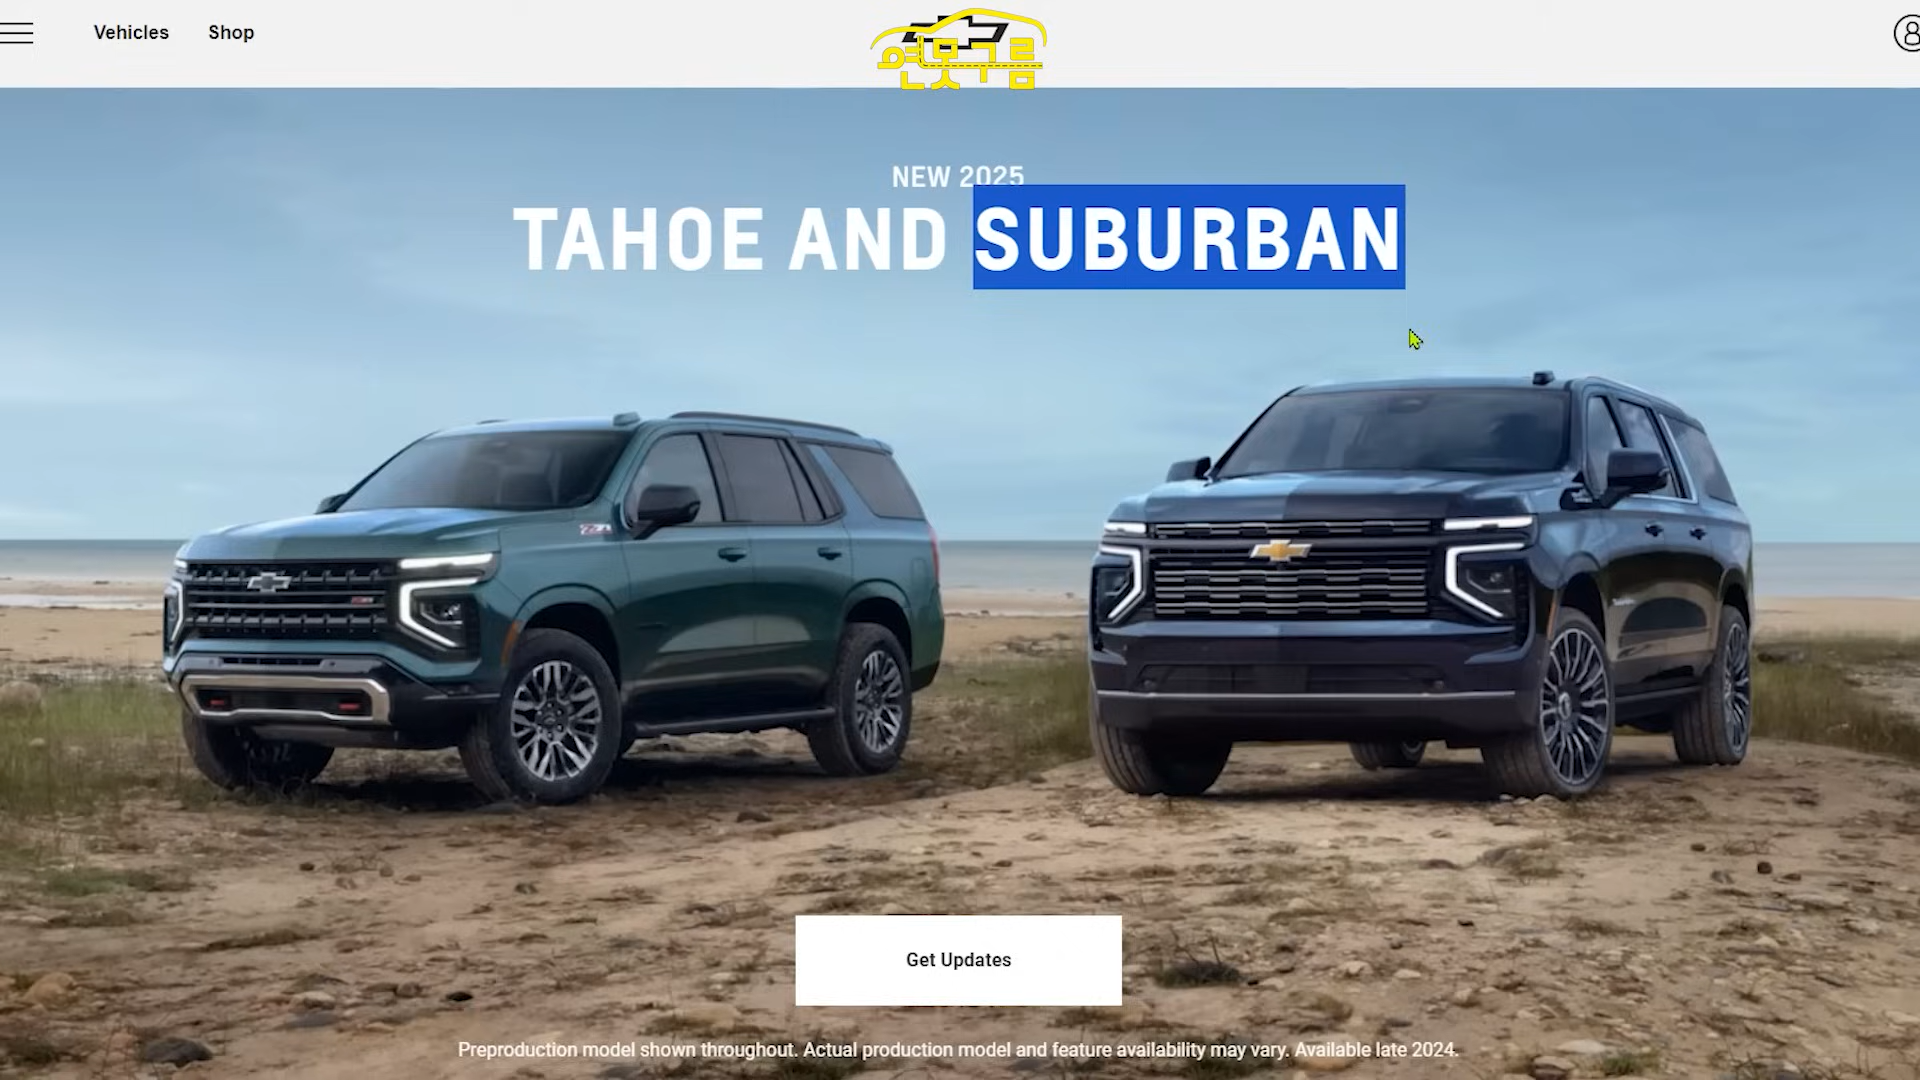 Vehicles Shop
연못구름
NEW 2025
TAHOE AND SUBURBAN
Z71
Get Updates
Preproduction model shown throughout. Actual production model and feature availability may vary. Available late 2024.